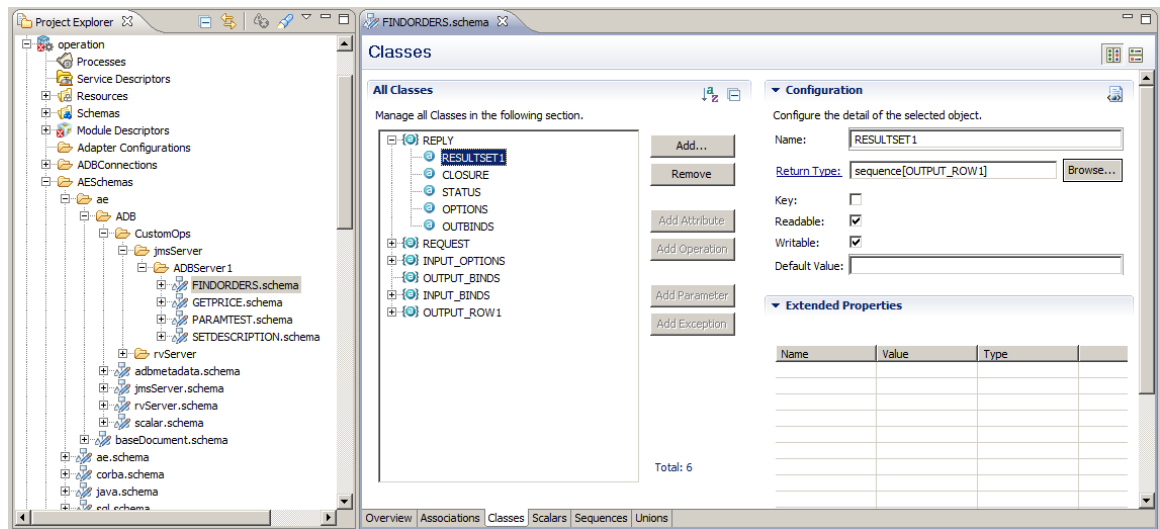 Project Explorer
operation
Processes
Service Descriptors
Resources
Schemas
Module Descriptors
Adapter Configurations
ADBConnections
AESchemas
ae
ADB
CustomOps
jmsServer
ADBServer1
FINDORDERS.schema
GETPRICE.schema
PARAMTEST.schema
SETDESCRIPTION.schema
rvServer
adbmetadata.schema
jmsServer.schema
rvServer.schema
scalar.schema
baseDocument.schema
ae.schema
corba.schema
java.schema
sql.schema
FINDORDERS.schema
Classes
All Classes
Manage all Classes in the following section.
REPLY
RESULTSET1
CLOSURE
STATUS
OPTIONS
OUTBINDS
REQUEST
INPUT_OPTIONS
OUTPUT_BINDS
INPUT_BINDS
OUTPUT_ROW1
Add...
Remove
Add Attribute
Add Operation
Add Parameter
Add Exception
Total: 6
Configuration
Configure the detail of the selected object.
Name: RESULTSET1
Return Type: sequence[OUTPUT_ROW1] Browse...
Key:
Readable:
Writable:
Default Value:
Extended Properties
Name Value Type
Overview Associations Classes Scalars Sequences Unions